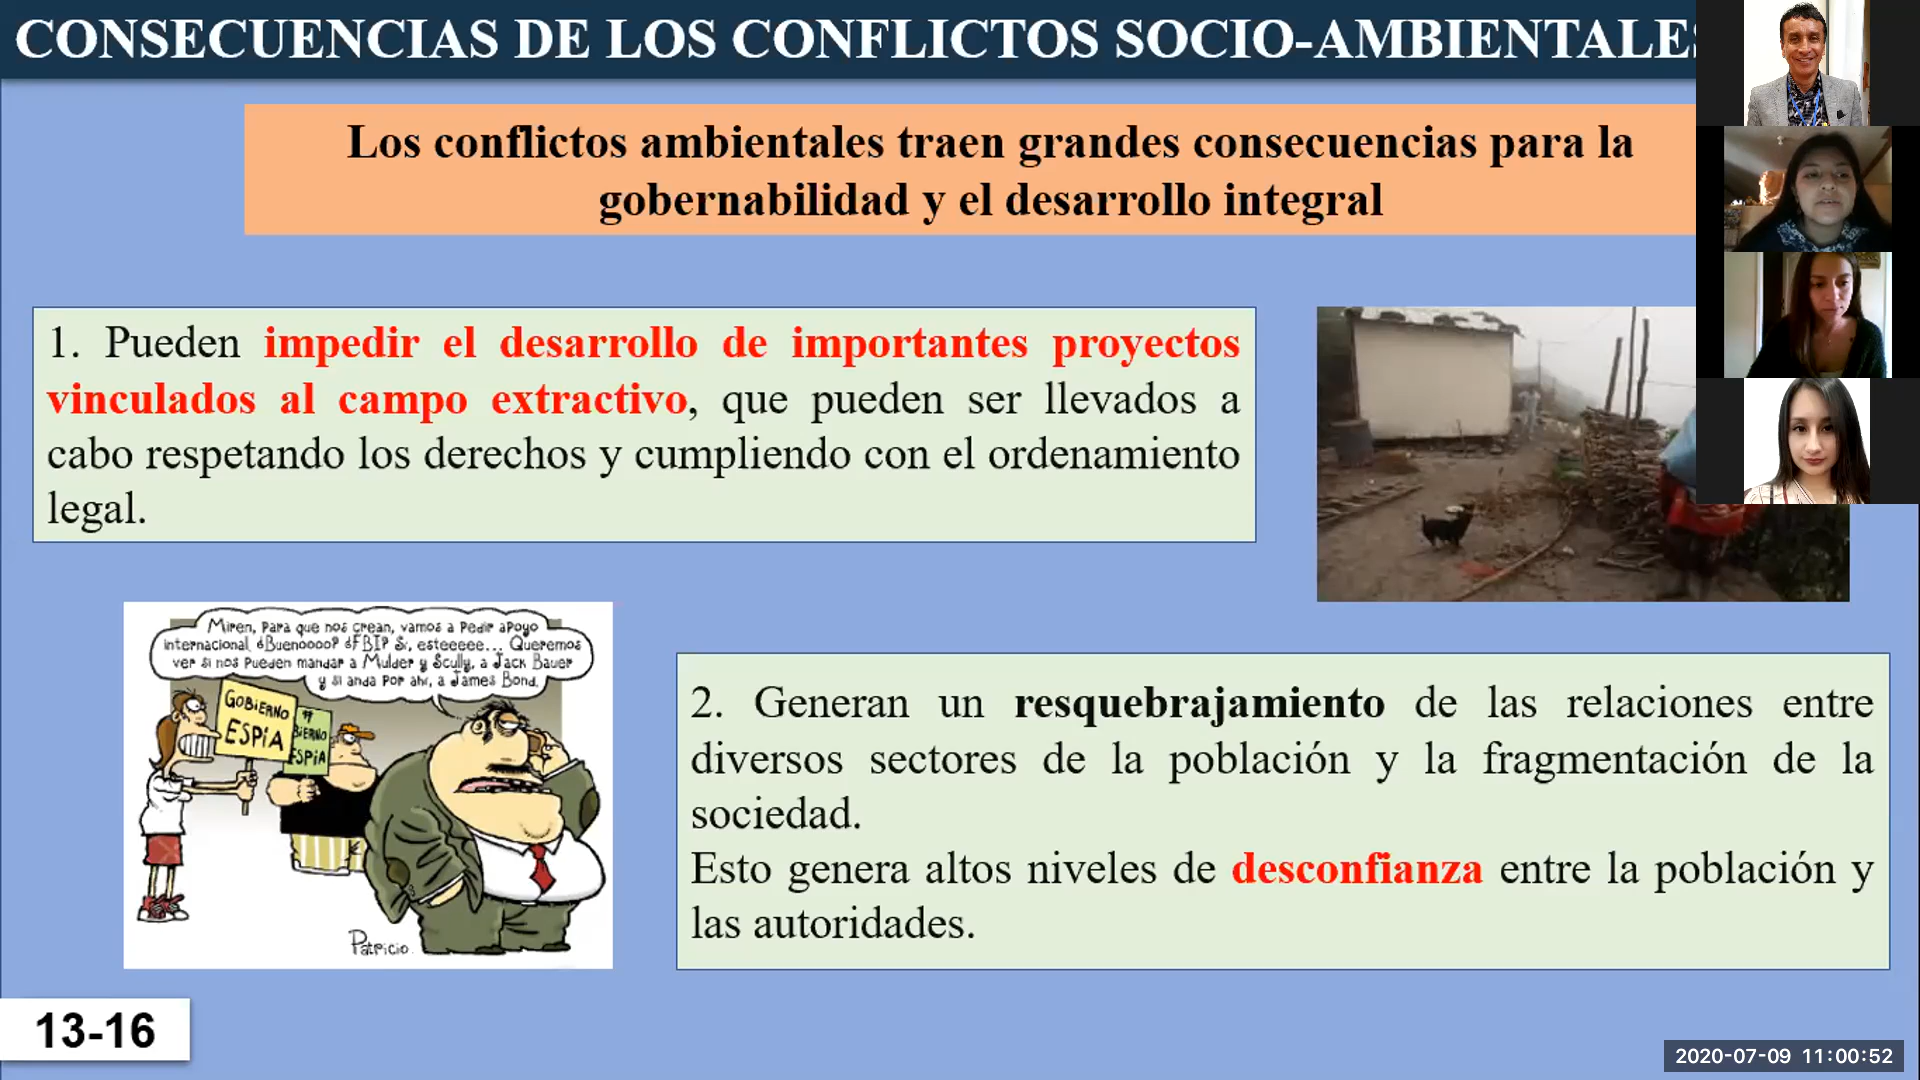 CONSECUENCIAS DE LOS CONFLICTOS SOCIO-AMBIENTALES
Los conflictos ambientales traen grandes consecuencias para la
gobernabilidad y el desarrollo integral
1. Pueden impedir el desarrollo de importantes proyectos
vinculados al campo extractivo, que pueden ser llevados a
cabo respetando los derechos y cumpliendo con el ordenamiento
legal.
Miren, para que nos crean, vamos a pedir apoyo
internacional. ¿Buenoooo? ¿FBI? Sí, esteeeee... Queremos
ver si nos pueden mandar a Mulder y Scully, a Jack Bauer
y si anda por ahí, a James Bond.
GOBIERNO
ESPÍA
#
BIERNO
ESPÍA
Patricio
2. Generan un resquebrajamiento de las relaciones entre
diversos sectores de la población y la fragmentación de la
sociedad.
Esto genera altos niveles de desconfianza entre la población y
las autoridades.
13-16
2020-07-09 11:00:52